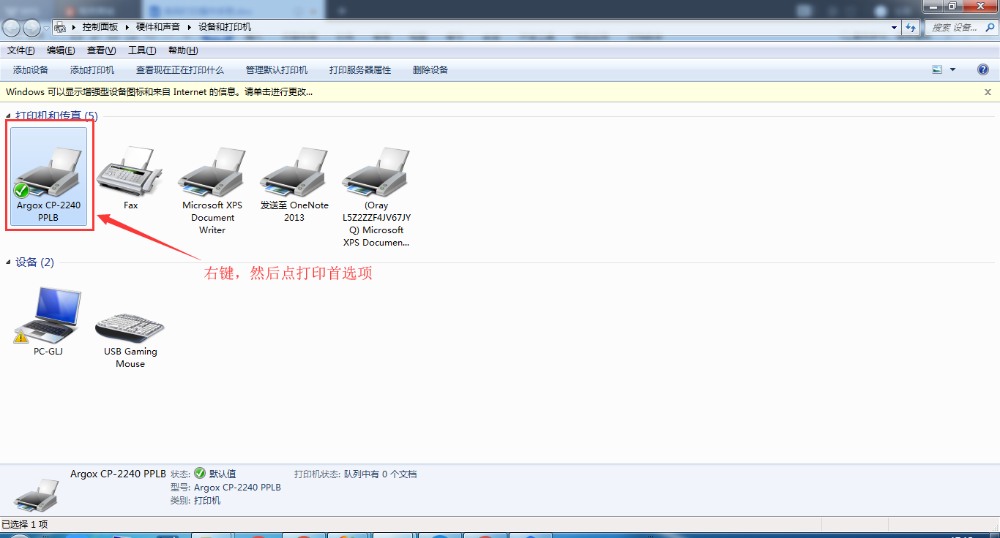 控制面板 硬件和声音 设备和打印机
搜索 设备...
文件(F) 编辑(E) 查看(V) 工具(T) 帮助(H)
添加设备 添加打印机 查看现在正在打印什么 管理默认打印机 打印服务器属性 删除设备
Windows 可以显示增强型设备图标和来自 Internet 的信息。请单击进行更改...
打印机和传真 (5)
Argox CP-2240
PPLB
Fax
Microsoft XPS
Document
Writer
发送至 OneNote
2013
(Oray
L5Z2ZZF4JV67JY
Q) Microsoft
XPS Documen...
右键，然后点打印首选项
设备 (2)
PC-GLJ
USB Gaming
Mouse
Argox CP-2240 PPLB 状态: 默认值 打印机状态: 队列中有 0 个文档
型号: Argox CP-2240 PPLB
类别: 打印机
已选择 1 项